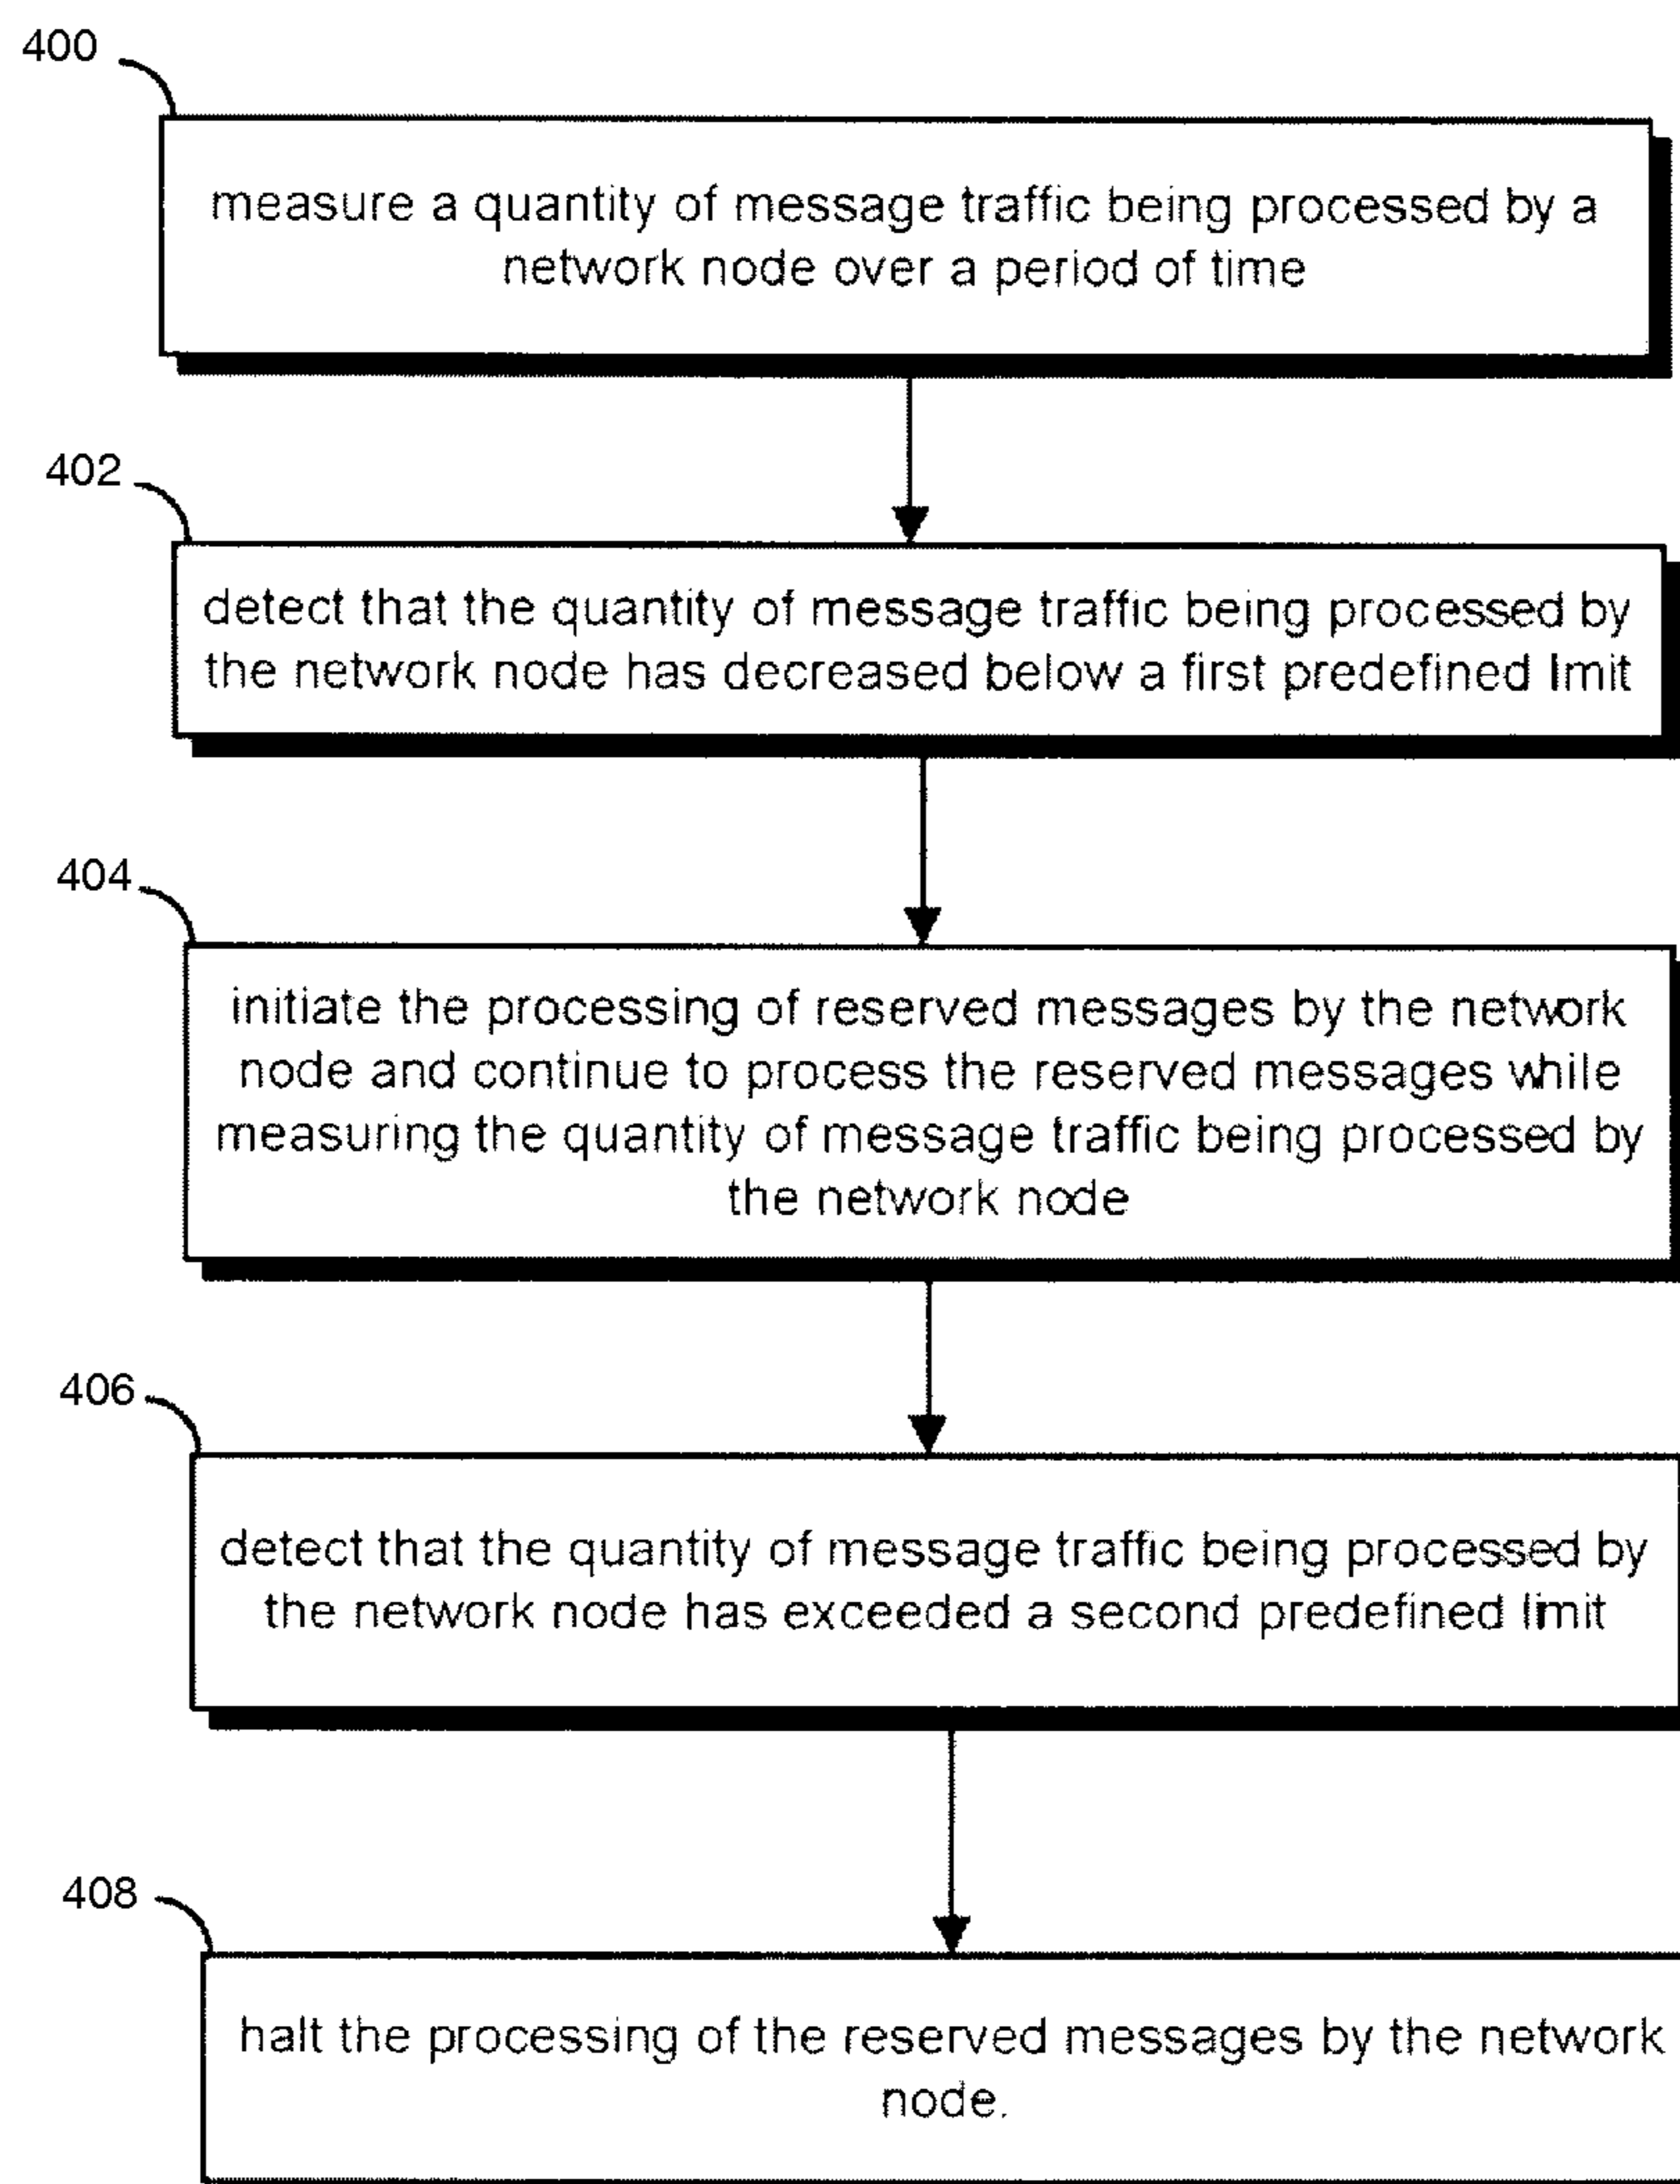 400
measure a quantity of message traffic being processed by a
network node over a period of time
402
detect that the quantity of message traffic being processed by
the network node has decreased below a first predefined limit
404
initiate the processing of reserved messages by the network
node and continue to process the reserved messages while
measuring the quantity of message traffic being processed by
the network node
406
detect that the quantity of message traffic being processed by
the network node has exceeded a second predefined limit
408
halt the processing of the reserved messages by the network
node.